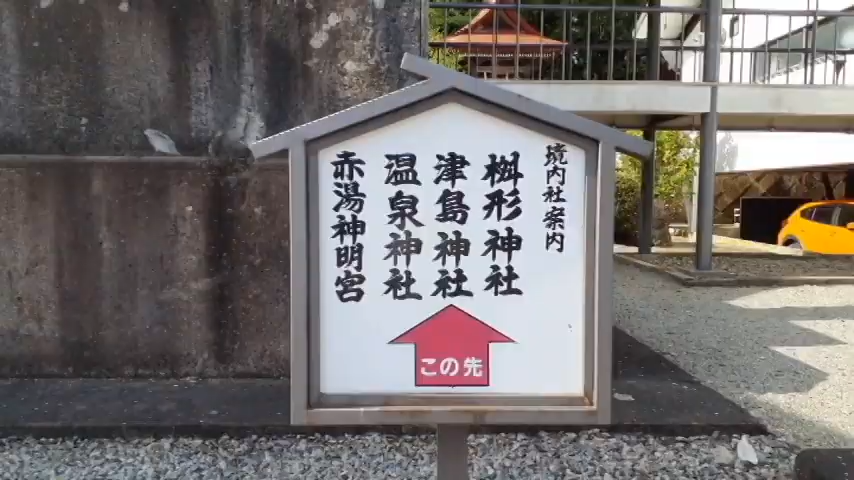 境内社案内
桝形神社
津島神社
温泉神社
赤湯神明宮
この先